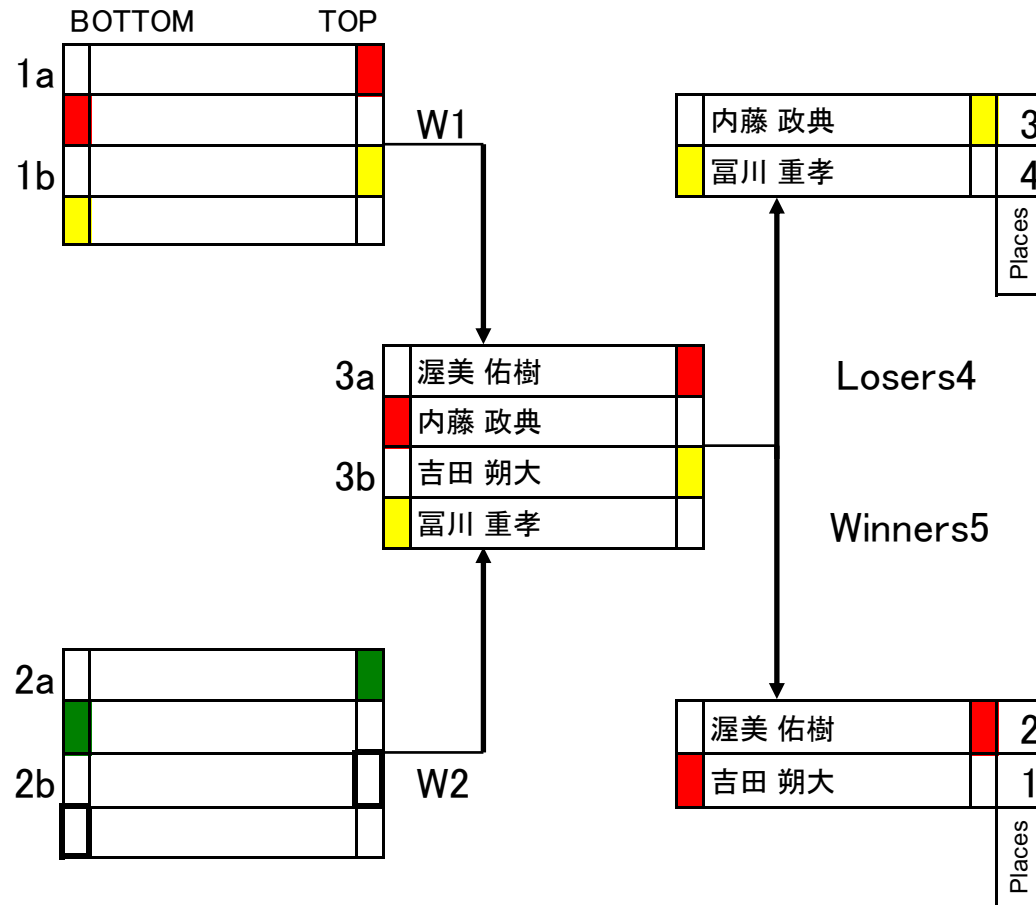 BOTTOM TOP
1a
W1
1b
内藤 政典 3
冨川 重孝 4
Places
3a 渥美 佑樹
内藤 政典
3b 吉田 朔大
冨川 重孝
Losers4
Winners5
2a
2b
W2
渥美 佑樹 2
吉田 朔大 1
Places